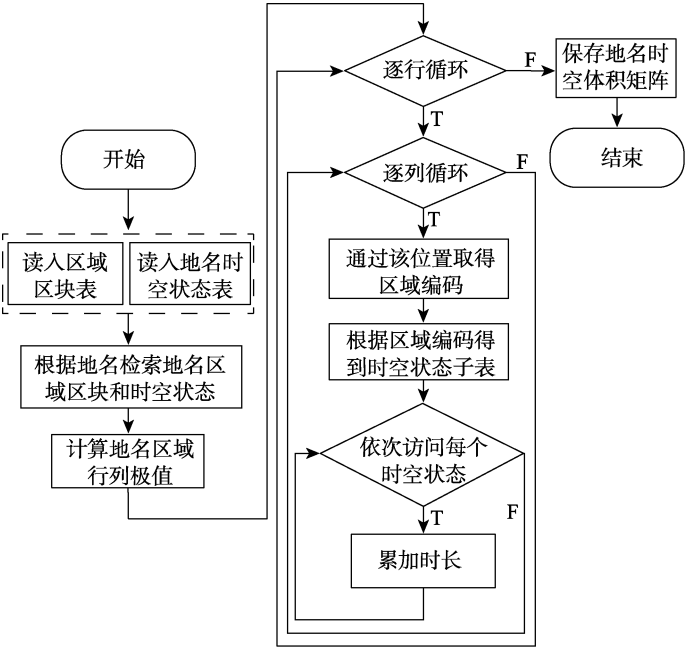 开始
读入区域
区块表
读入地名时
空状态表
根据地名检索地名区
域区块和时空状态
计算地名区域
行列极值
逐行循环
F
保存地名时
空体积矩阵
结束
T
逐列循环
F
T
通过该位置取得
区域编码
根据区域编码得
到时空状态子表
依次访问每个
时空状态
T
F
累加时长